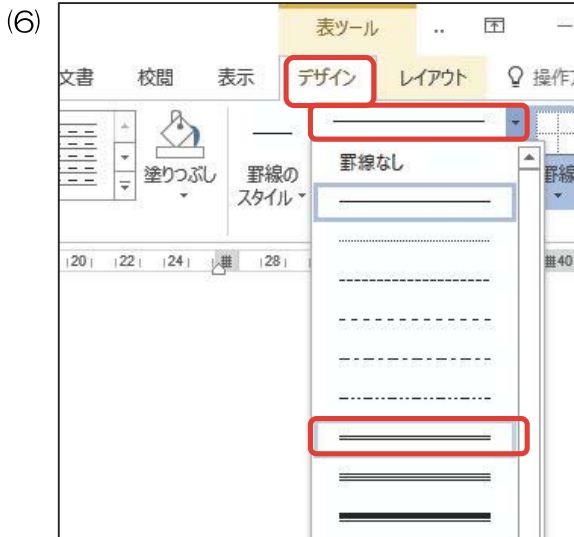 (6)
表ツール ..
文書 校閲 表示 デザイン レイアウト 操作
塗りつぶし 罫線の
スタイル 罫線
罫線なし
20 22 24 28 40